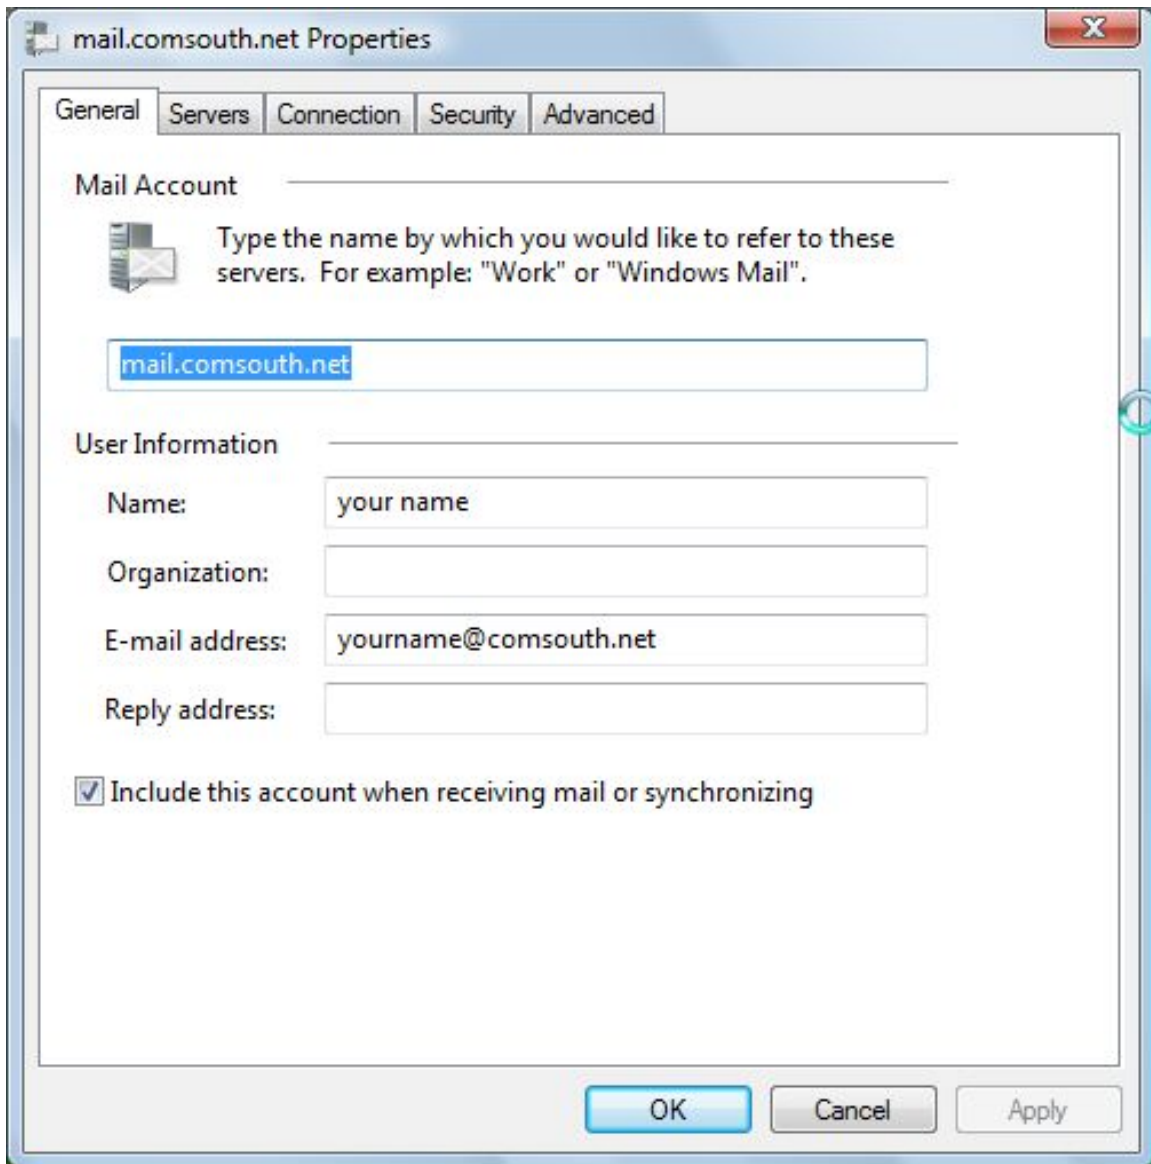 mail.comsouth.net Properties
X
General Servers Connection Security Advanced
Mail Account
Type the name by which you would like to refer to these
servers. For example: "Work" or "Windows Mail".
mail.comsouth.net
User Information
Name: your name
Organization:
E-mail address: yourname@comsouth.net
Reply address:
Include this account when receiving mail or synchronizing
OK Cancel Apply